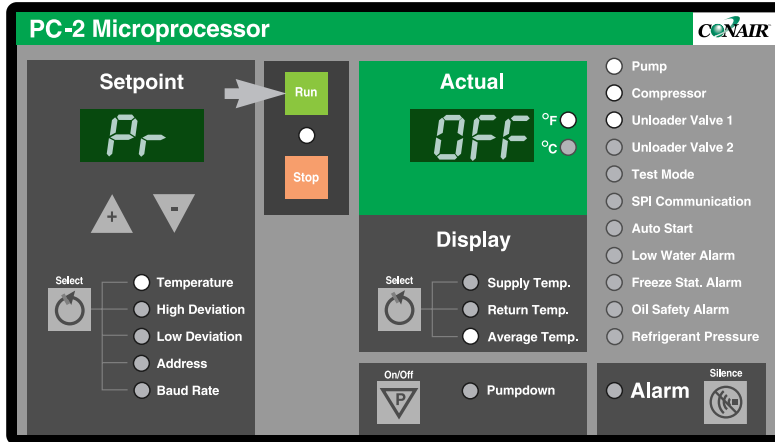 PC-2 Microprocessor
CONAIR
Setpoint
Pr
+
-
Select
Temperature
High Deviation
Low Deviation
Address
Baud Rate
Run
Stop
Actual
OFF
°F
°C
Display
Select
Supply Temp.
Return Temp.
Average Temp.
On/Off
P
Pumpdown
Pump
Compressor
Unloader Valve 1
Unloader Valve 2
Test Mode
SPI Communication
Auto Start
Low Water Alarm
Freeze Stat. Alarm
Oil Safety Alarm
Refrigerant Pressure
Alarm
Silence